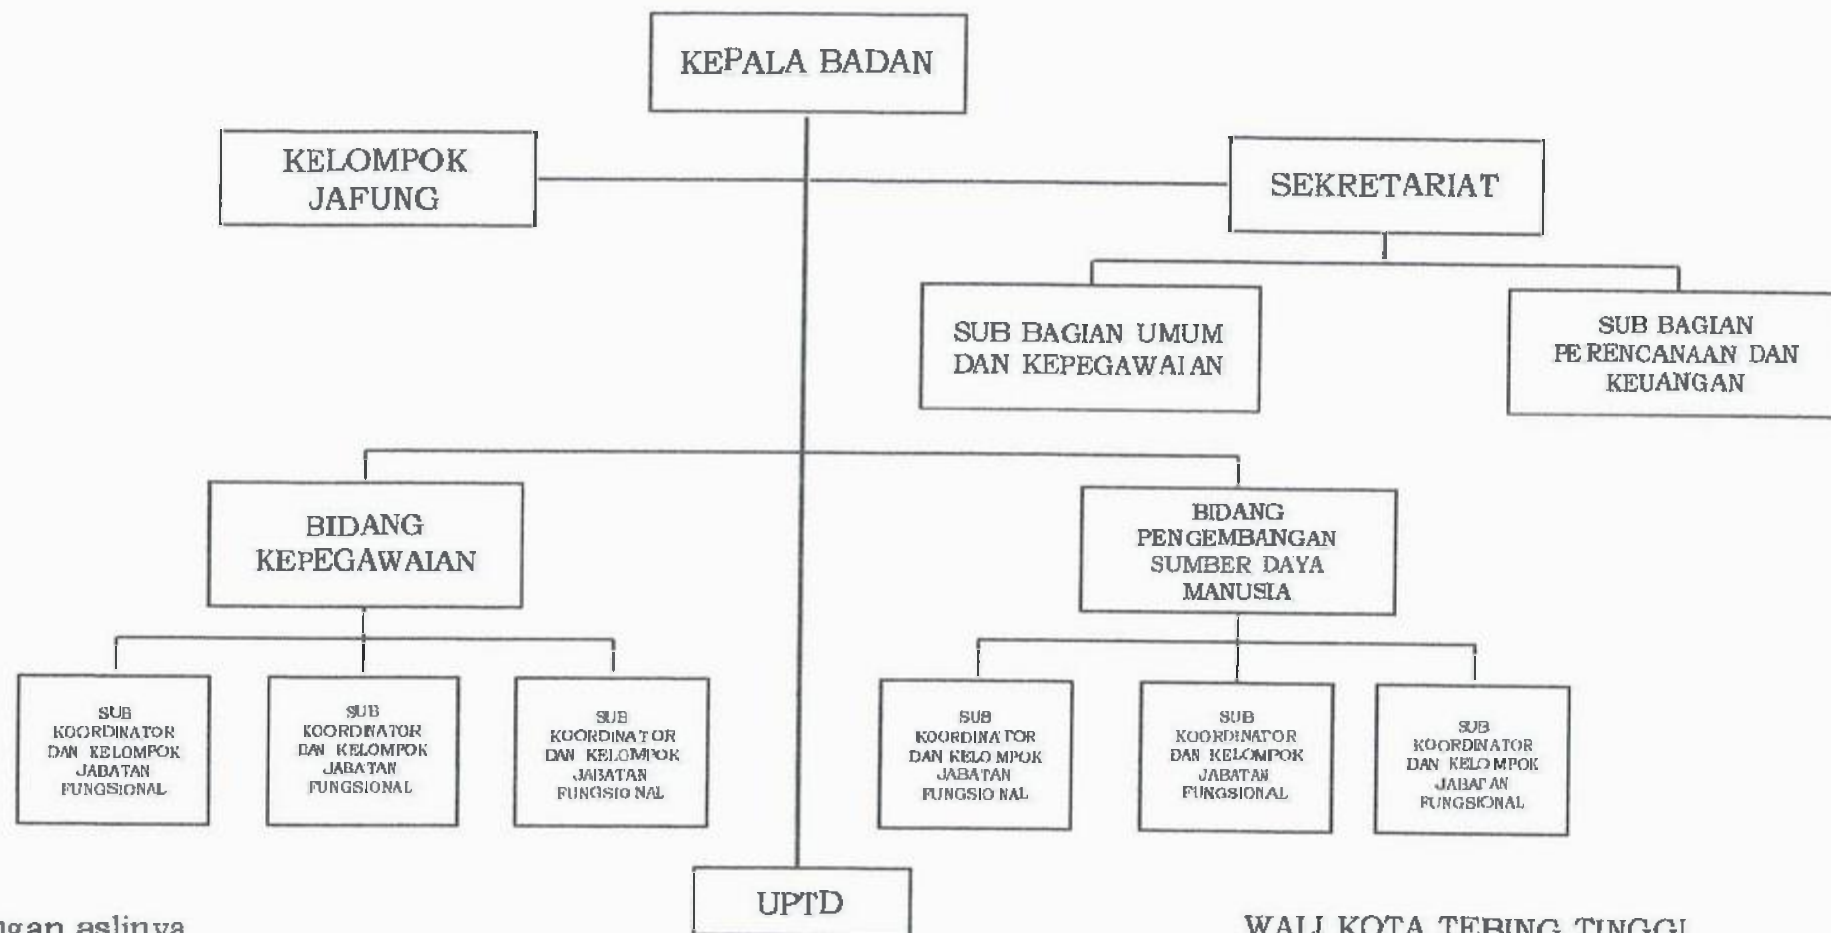 KEPALA BADAN
KELOMPOK
JAFUNG
SEKRETARIAT
SUB BAGIAN UMUM
DAN KEPEGAWAIAN
SUB BAGIAN
PERENCANAAN DAN
KEUANGAN
BIDANG
KEPEGAWAIAN
BIDANG
PENGEMBANGAN
SUMBER DAYA
MANUSIA
SUB
KOORDINATOR
DAN KELOMPOK
JABATAN
FUNGSIONAL
SUB
KOORDINATOR
DAN KELOMPOK
JABATAN
FUNGSIONAL
SUB
KOORDINATOR
DAN KELOMPOK
JABATAN
FUNGSIONAL
SUB
KOORDINATOR
DAN KELOMPOK
JABATAN
FUNGSIONAL
SUB
KOORDINATOR
DAN KELOMPOK
JABATAN
FUNGSIONAL
SUB
KOORDINATOR
DAN KELOMPOK
JABATAN
FUNGSIONAL
UPTD
ngan aslinya
WALI KOTA TEBING TINGGI